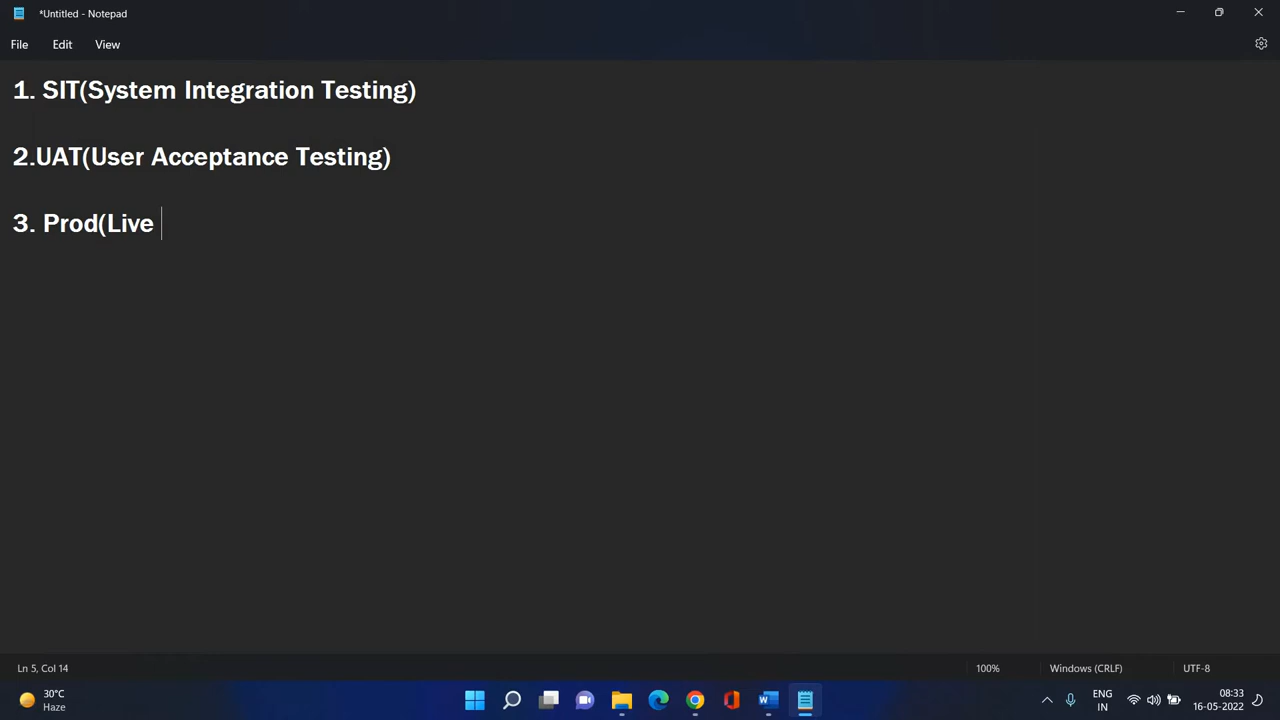 *Untitled - Notepad
File Edit View
1. SIT(System Integration Testing)
2.UAT(User Acceptance Testing)
3. Prod(Live
Ln 5, Col 14 100% Windows (CRLF) UTF-8
30°C
Haze
ENG
IN
08:33
16-05-2022